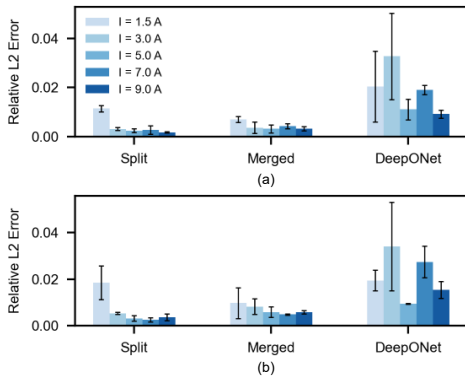 Relative L2 Error
0.04
0.02
0.00
I = 1.5 A
I = 3.0 A
I = 5.0 A
I = 7.0 A
I = 9.0 A
Split Merged DeepONet
(a)
Relative L2 Error
0.04
0.02
0.00
Split Merged DeepONet
(b)